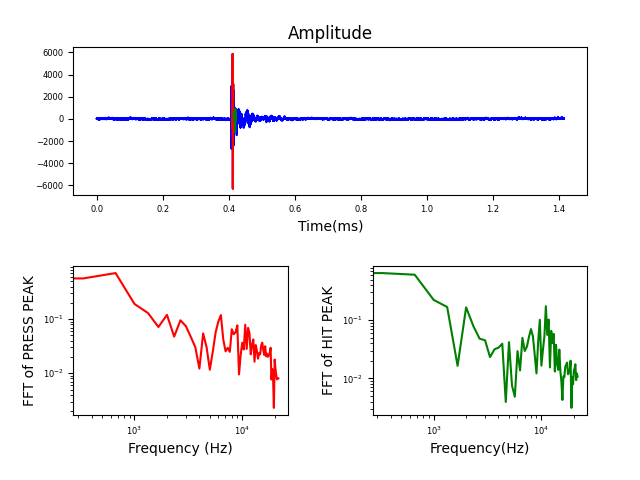 Amplitude
6000
4000
2000
0
−2000
−4000
−6000
0.0 0.2 0.4 0.6 0.8 1.0 1.2 1.4
Time(ms)
FFT of PRESS PEAK
10⁻¹
10⁻²
10³ 10⁴
Frequency (Hz)
FFT of HIT PEAK
10⁻¹
10⁻²
10³ 10⁴
Frequency(Hz)